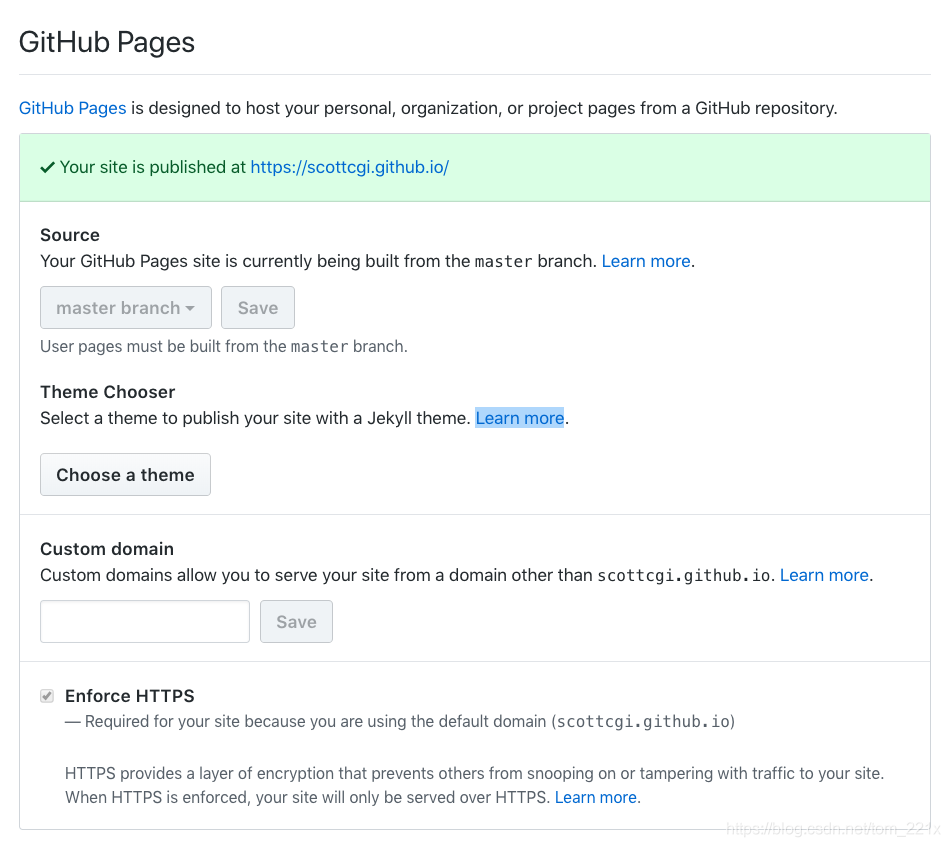 GitHub Pages
GitHub Pages is designed to host your personal, organization, or project pages from a GitHub repository.
Your site is published at https://scottcgi.github.io/
Source
Your GitHub Pages site is currently being built from the master branch. Learn more.
master branch Save
User pages must be built from the master branch.
Theme Chooser
Select a theme to publish your site with a Jekyll theme. Learn more.
Choose a theme
Custom domain
Custom domains allow you to serve your site from a domain other than scottcgi.github.io. Learn more.
Save
Enforce HTTPS
— Required for your site because you are using the default domain (scottcgi.github.io)
HTTPS provides a layer of encryption that prevents others from snooping on or tampering with traffic to your site.
When HTTPS is enforced, your site will only be served over HTTPS. Learn more.